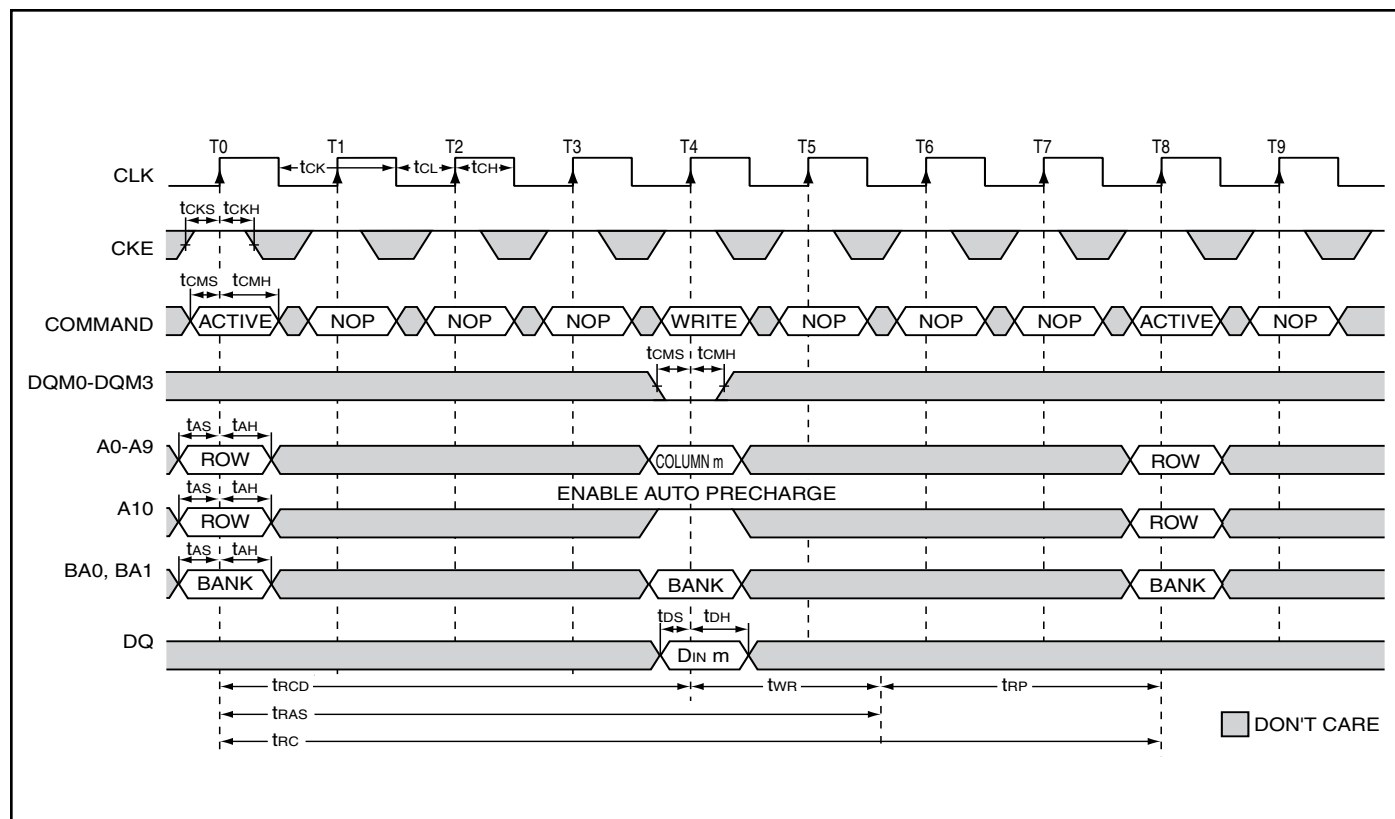 T0 T1 T2 T3 T4 T5 T6 T7 T8 T9
CLK tCK tCL tCH
tCKS tCKH
CKE
tCMS tCMH
COMMAND ACTIVE NOP NOP NOP WRITE NOP NOP NOP ACTIVE NOP
tCMS tCMH
DQM0-DQM3
tAS tAH
A0-A9 ROW COLUMN m ROW
tAS tAH ENABLE AUTO PRECHARGE
A10 ROW ROW
tAS tAH
BA0, BA1 BANK BANK BANK
tDS tDH
DQ DIN m
tRCD tWR tRP
tRAS
tRC
DON'T CARE